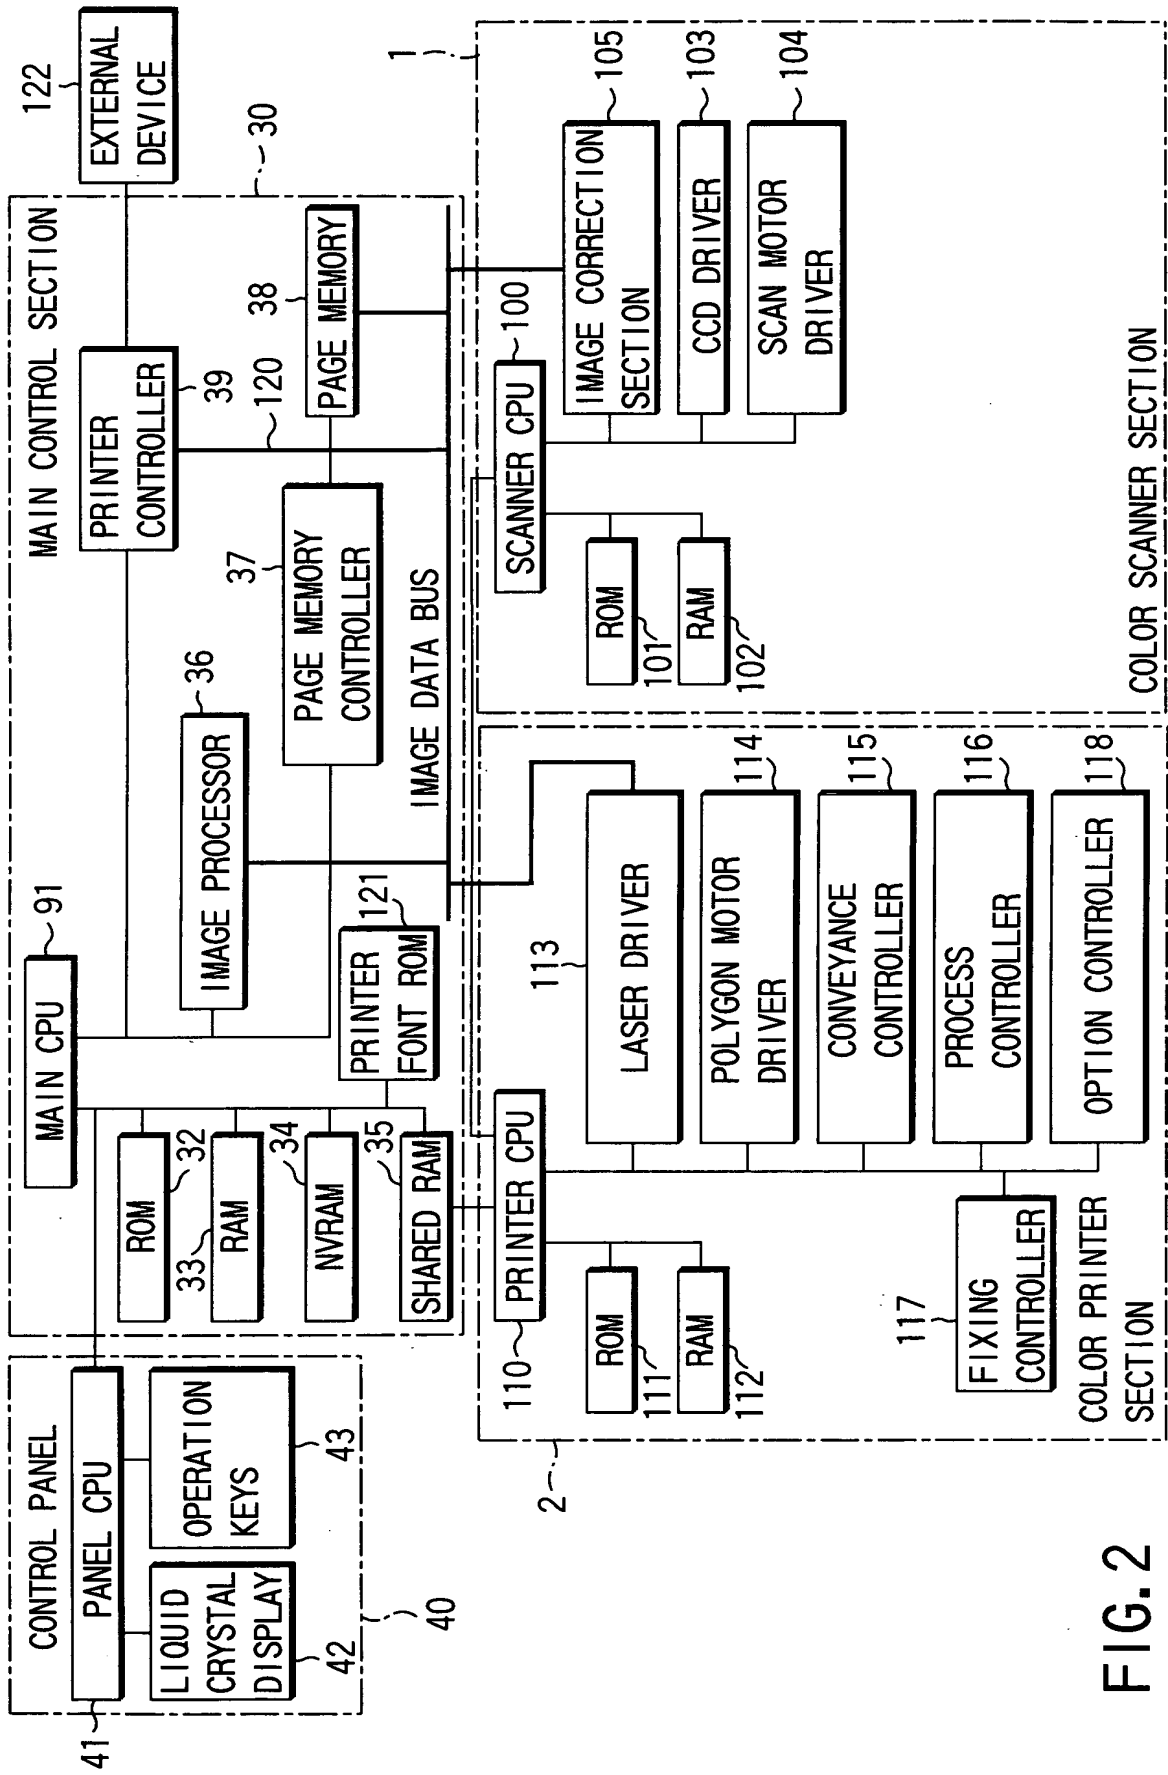 CONTROL PANEL
41
PANEL CPU
LIQUID
CRYSTAL
DISPLAY
42
OPERATION
KEYS
43
40
MAIN CONTROL SECTION
30
MAIN CPU
91
ROM
32
33
RAM
NVRAM
34
SHARED RAM
35
PRINTER
FONT ROM
121
IMAGE PROCESSOR
36
PAGE MEMORY
CONTROLLER
37
PAGE MEMORY
38
PRINTER
CONTROLLER
39
120
IMAGE DATA BUS
EXTERNAL
DEVICE
122
2
PRINTER CPU
110
ROM
111
RAM
112
LASER DRIVER
113
POLYGON MOTOR
DRIVER
114
CONVEYANCE
CONTROLLER
115
PROCESS
CONTROLLER
116
FIXING
CONTROLLER
117
OPTION CONTROLLER
118
COLOR PRINTER
SECTION
1
SCANNER CPU
100
ROM
101
RAM
102
IMAGE CORRECTION
SECTION
105
CCD DRIVER
103
SCAN MOTOR
DRIVER
104
COLOR SCANNER SECTION
FIG.2